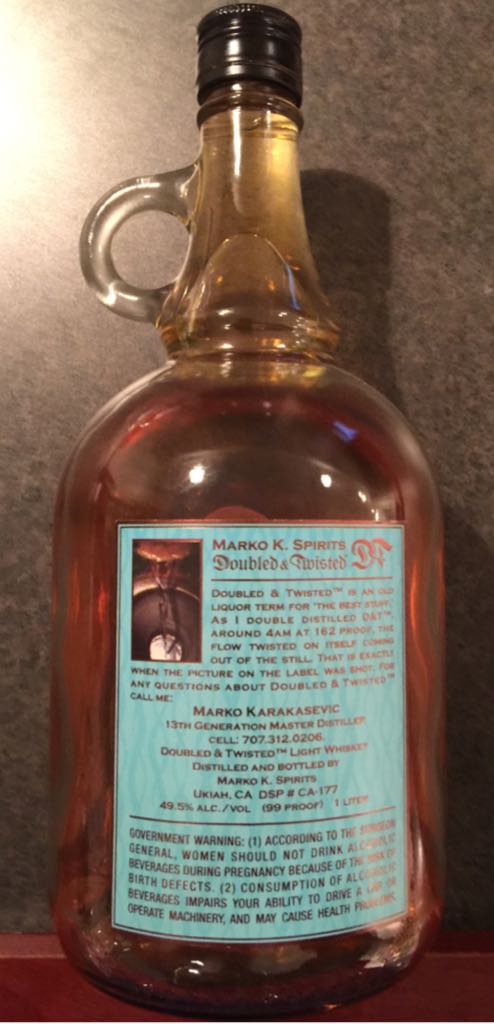 MARKO K. SPIRITS
Doubled & Twisted DT
DOUBLED & TWISTED™ IS AN OLD
LIQUOR TERM FOR 'THE BEST STUFF'.
AS I DOUBLE DISTILLED D&T™,
AROUND 4AM AT 162 PROOF, THE
FLOW TWISTED ON ITSELF COMING
OUT OF THE STILL. THAT IS EXACTLY
WHEN THE PICTURE ON THE LABEL WAS SHOT. FOR
ANY QUESTIONS ABOUT DOUBLED & TWISTED™
CALL ME:
MARKO KARAKASEVIC
13TH GENERATION MASTER DISTILLER
CELL: 707.312.0206.
DOUBLED & TWISTED™ LIGHT WHISKEY
DISTILLED AND BOTTLED BY
MARKO K. SPIRITS
UKIAH, CA DSP # CA-177
49.5% ALC./VOL (99 PROOF) 1 LITER
GOVERNMENT WARNING: (1) ACCORDING TO THE SURGEON
GENERAL, WOMEN SHOULD NOT DRINK ALCOHOLIC
BEVERAGES DURING PREGNANCY BECAUSE OF THE RISK OF
BIRTH DEFECTS. (2) CONSUMPTION OF ALCOHOLIC
BEVERAGES IMPAIRS YOUR ABILITY TO DRIVE A CAR OR
OPERATE MACHINERY, AND MAY CAUSE HEALTH PROBLEMS.